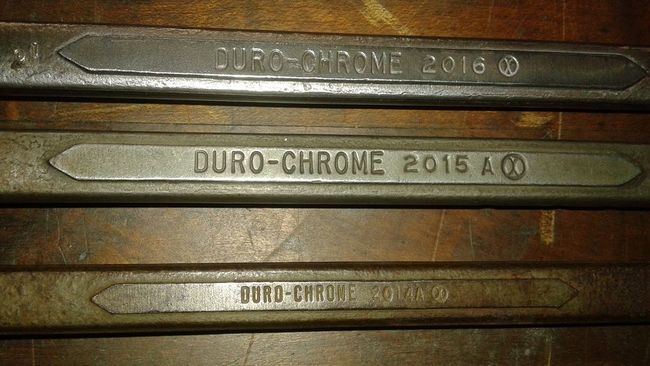 DURO-CHROME 2016 X
DURO-CHROME 2015 A X
DURO-CHROME 2014A